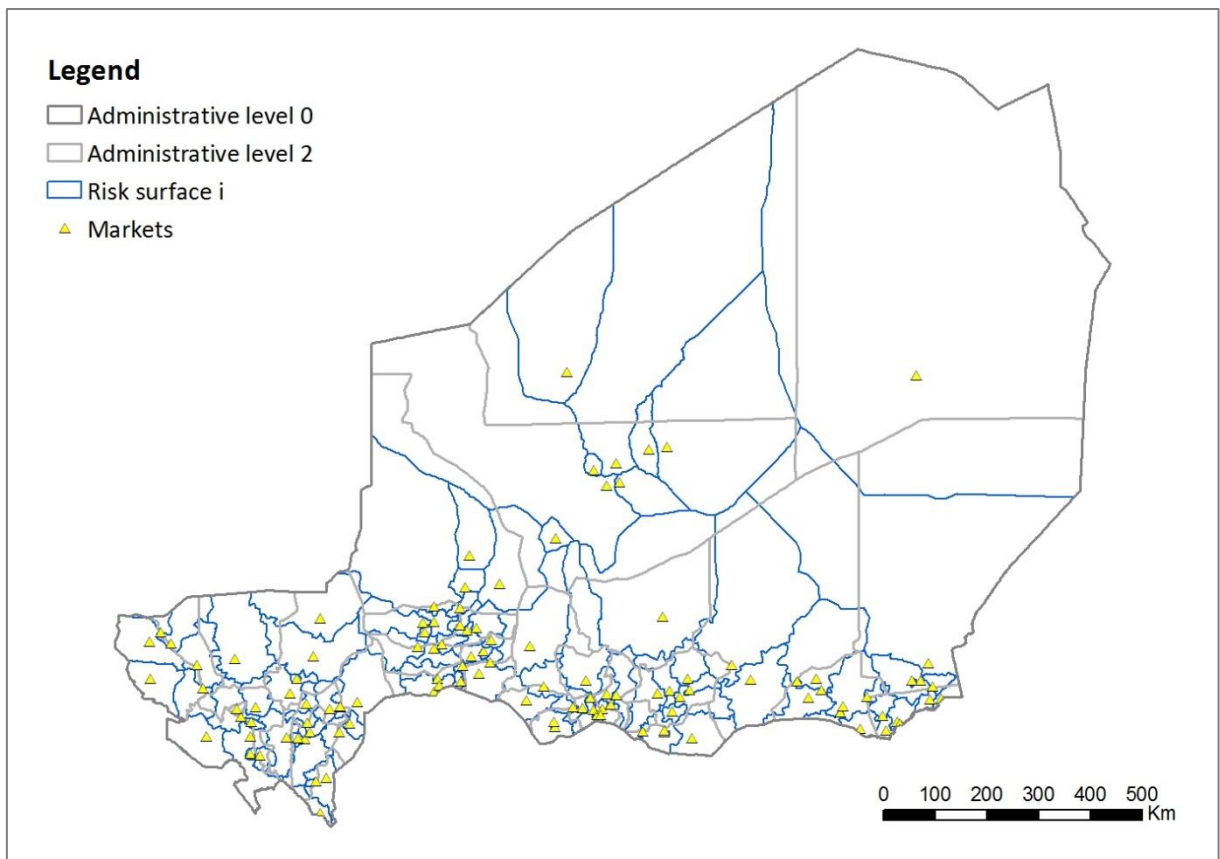 Legend
Administrative level 0
Administrative level 2
Risk surface i
Markets
0 100 200 300 400 500
Km